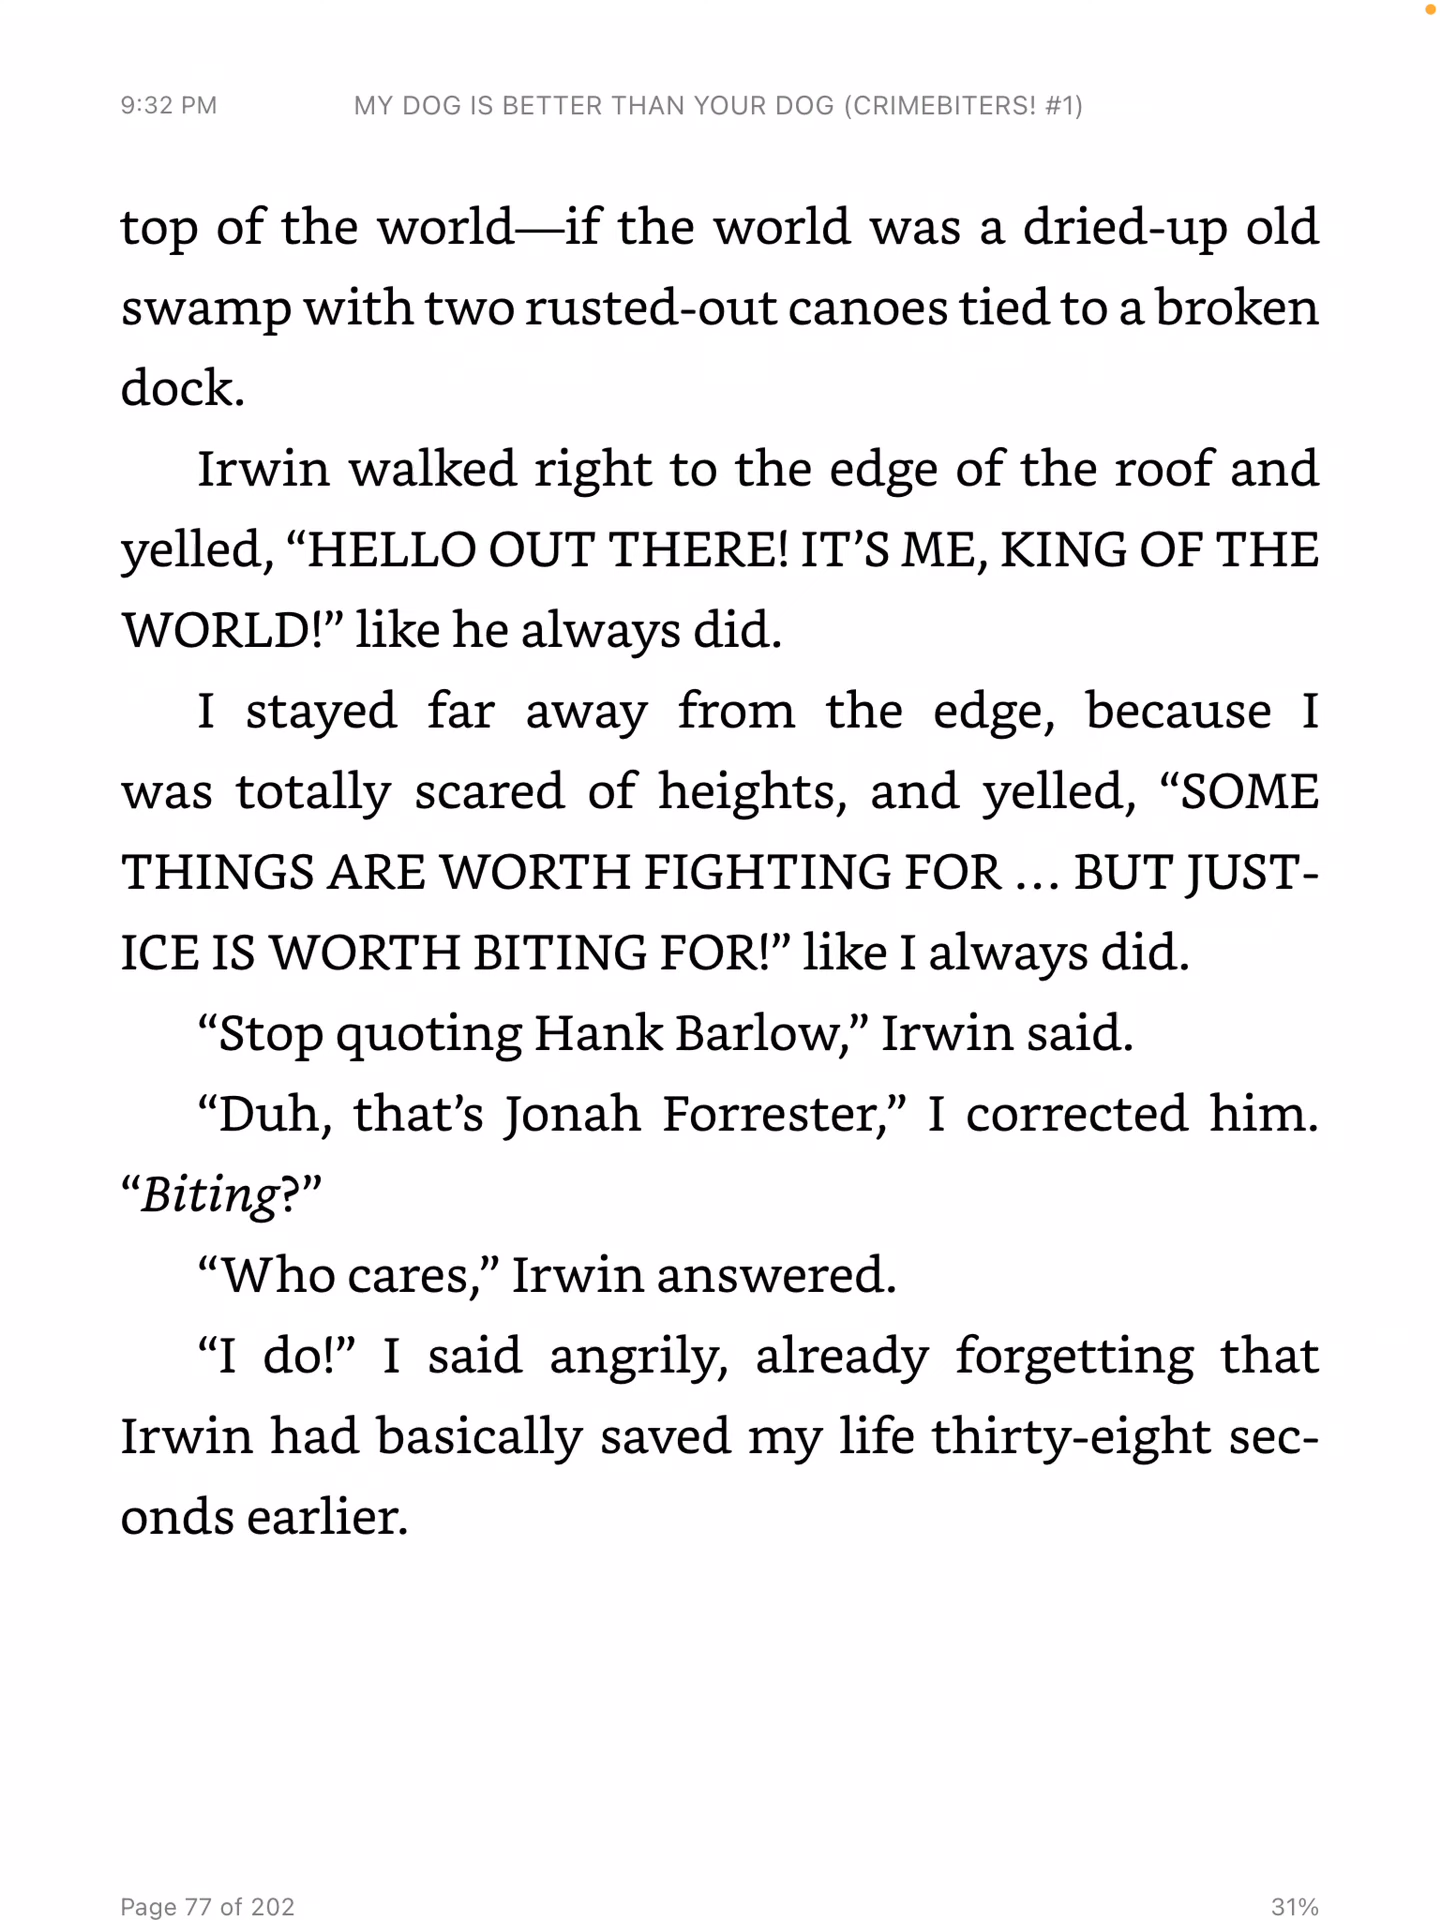 9:32 PM MY DOG IS BETTER THAN YOUR DOG (CRIMEBITERS! #1)
top of the world—if the world was a dried-up old
swamp with two rusted-out canoes tied to a broken
dock.
Irwin walked right to the edge of the roof and
yelled, “HELLO OUT THERE! IT’S ME, KING OF THE
WORLD!” like he always did.
I stayed far away from the edge, because I
was totally scared of heights, and yelled, “SOME
THINGS ARE WORTH FIGHTING FOR … BUT JUST-
ICE IS WORTH BITING FOR!” like I always did.
“Stop quoting Hank Barlow,” Irwin said.
“Duh, that’s Jonah Forrester,” I corrected him.
“Biting?”
“Who cares,” Irwin answered.
“I do!” I said angrily, already forgetting that
Irwin had basically saved my life thirty-eight sec-
onds earlier.
Page 77 of 202 31%